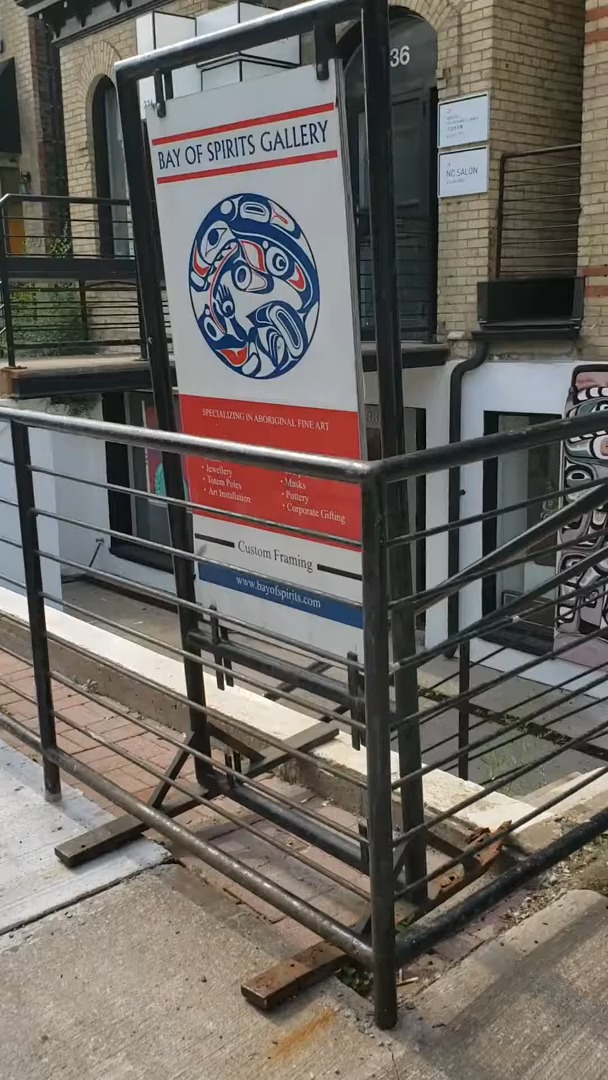 36
BAY OF SPIRITS GALLERY
NC SALON
SPECIALIZING IN ABORIGINAL FINE ART
• Jewellery
• Totem Poles
• Art Installation
• Masks
• Pottery
• Corporate Gifting
Custom Framing
www.bayofspirits.com